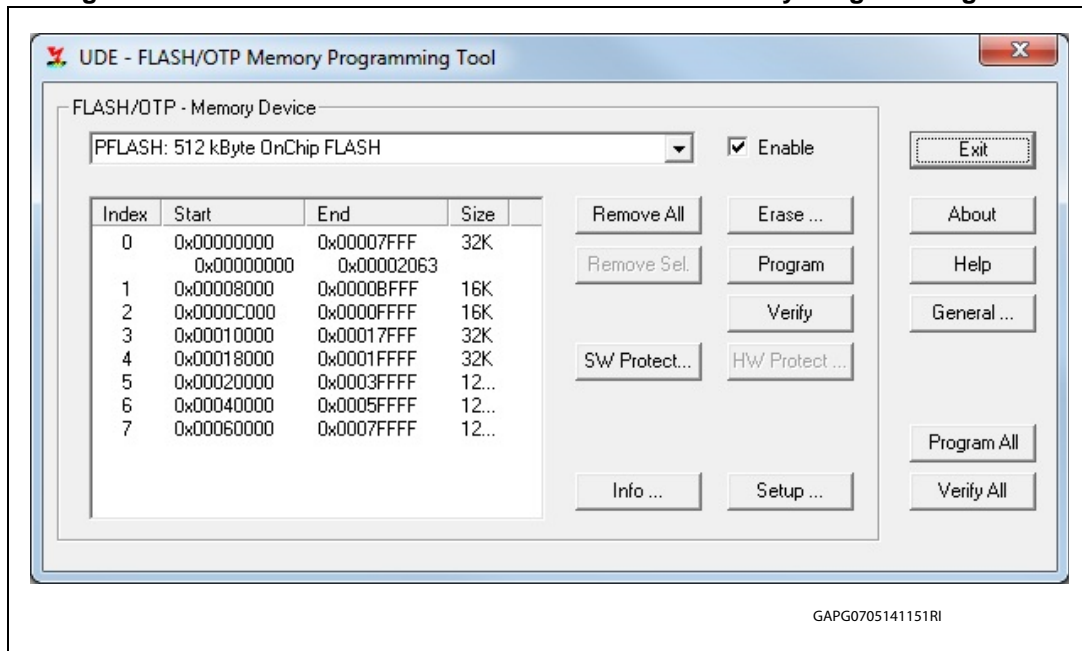 UDE - FLASH/OTP Memory Programming Tool
FLASH/OTP - Memory Device
PFLASH: 512 kByte OnChip FLASH
Enable
Exit
Index Start End Size
0 0x00000000 0x00007FFF 32K
0x00000000 0x00002063
1 0x00008000 0x0000BFFF 16K
2 0x0000C000 0x0000FFFF 16K
3 0x00010000 0x00017FFF 32K
4 0x00018000 0x0001FFFF 32K
5 0x00020000 0x0003FFFF 12...
6 0x00040000 0x0005FFFF 12...
7 0x00060000 0x0007FFFF 12...
Remove All Erase ... About
Remove Sel. Program Help
Verify General ...
SW Protect... HW Protect ...
Program All
Info ... Setup ... Verify All
GAPG0705141151RI